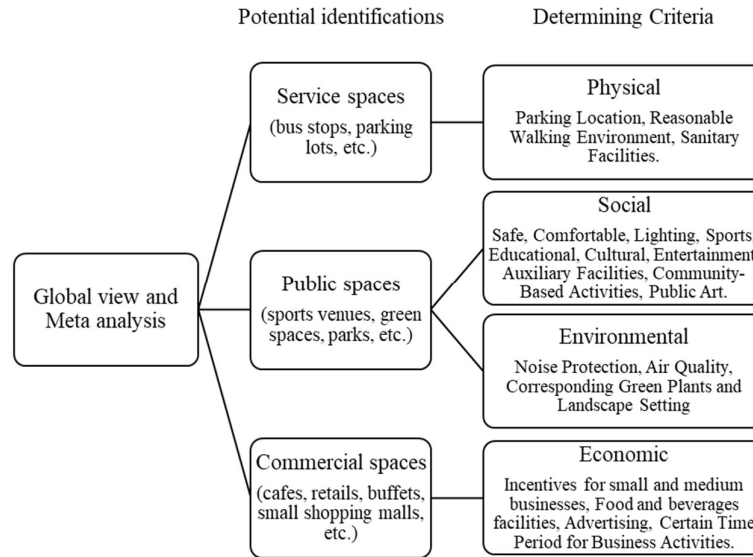 Potential identifications
Determining Criteria
Global view and
Meta analysis
Service spaces
(bus stops, parking
lots, etc.)
Physical
Parking Location, Reasonable
Walking Environment, Sanitary
Facilities.
Public spaces
(sports venues, green
spaces, parks, etc.)
Social
Safe, Comfortable, Lighting, Sports,
Educational, Cultural, Entertainment,
Auxiliary Facilities, Community-
Based Activities, Public Art.
Environmental
Noise Protection, Air Quality,
Corresponding Green Plants and
Landscape Setting
Commercial spaces
(cafes, retails, buffets,
small shopping malls,
etc.)
Economic
Incentives for small and medium
businesses, Food and beverages
facilities, Advertising, Certain Time
Period for Business Activities.